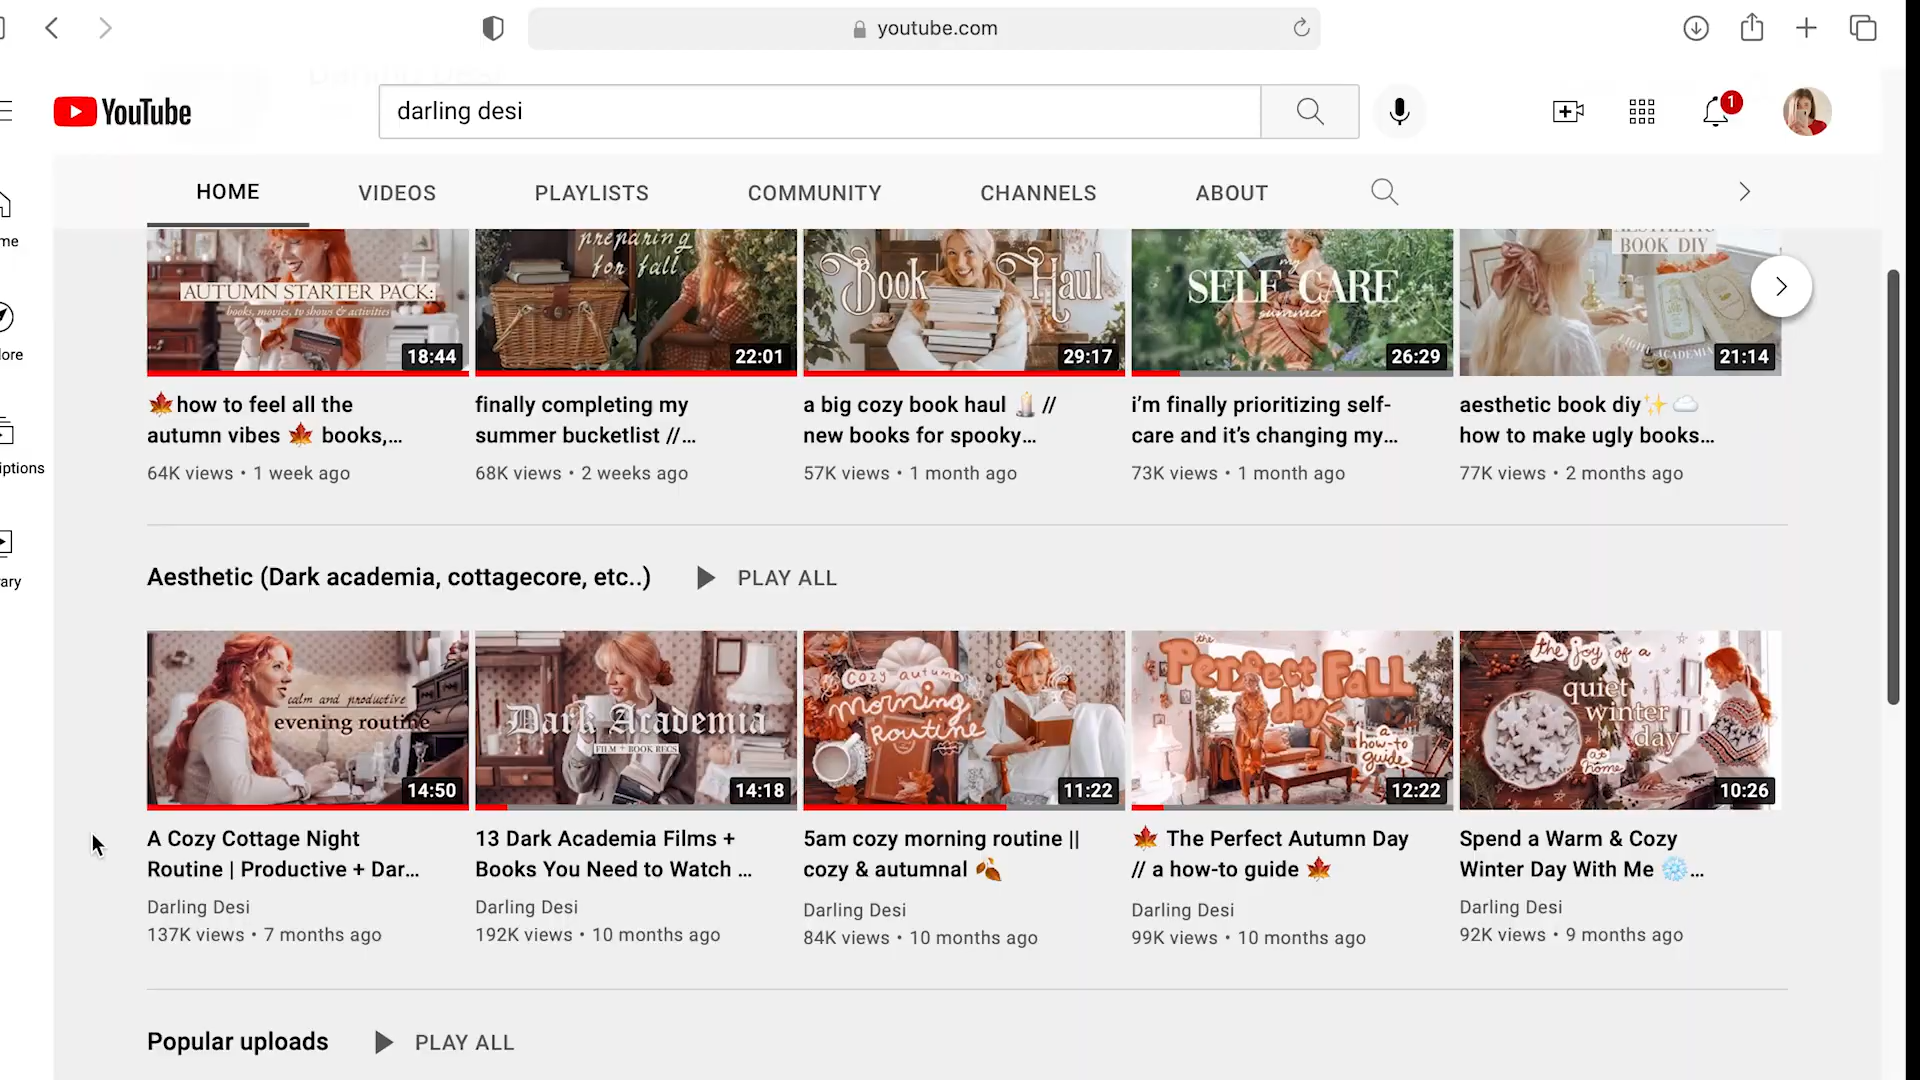 youtube.com
YouTube
darling desi
1
me
HOME
VIDEOS
PLAYLISTS
COMMUNITY
CHANNELS
ABOUT
lore
iptions
rary
AUTUMN STARTER PACK:
books, movies, tv shows & activities
18:44
preparing
for fall
22:01
Book Haul
29:17
my
SELF CARE
summer
26:29
AESTHETIC
BOOK DIY
LIGHT ACADEMIA
21:14
🍁how to feel all the
autumn vibes 🍁 books,...
64K views • 1 week ago
finally completing my
summer bucketlist //...
68K views • 2 weeks ago
a big cozy book haul 🕯️ //
new books for spooky...
57K views • 1 month ago
i’m finally prioritizing self-
care and it’s changing my...
73K views • 1 month ago
aesthetic book diy✨☁️
how to make ugly books...
77K views • 2 months ago
Aesthetic (Dark academia, cottagecore, etc..)
PLAY ALL
calm and productive
evening routine
14:50
Dark Academia
FILM + BOOK RECS
14:18
cozy autumn
morning
Routine
11:22
the
Perfect Fall
day
a
how-to
guide
12:22
the joy of a
quiet
winter
day
at
home
10:26
A Cozy Cottage Night
Routine | Productive + Dar...
Darling Desi
137K views • 7 months ago
13 Dark Academia Films +
Books You Need to Watch ...
Darling Desi
192K views • 10 months ago
5am cozy morning routine ||
cozy & autumnal 🍂
Darling Desi
84K views • 10 months ago
🍁 The Perfect Autumn Day
// a how-to guide 🍁
Darling Desi
99K views • 10 months ago
Spend a Warm & Cozy
Winter Day With Me ❄️...
Darling Desi
92K views • 9 months ago
Popular uploads
PLAY ALL